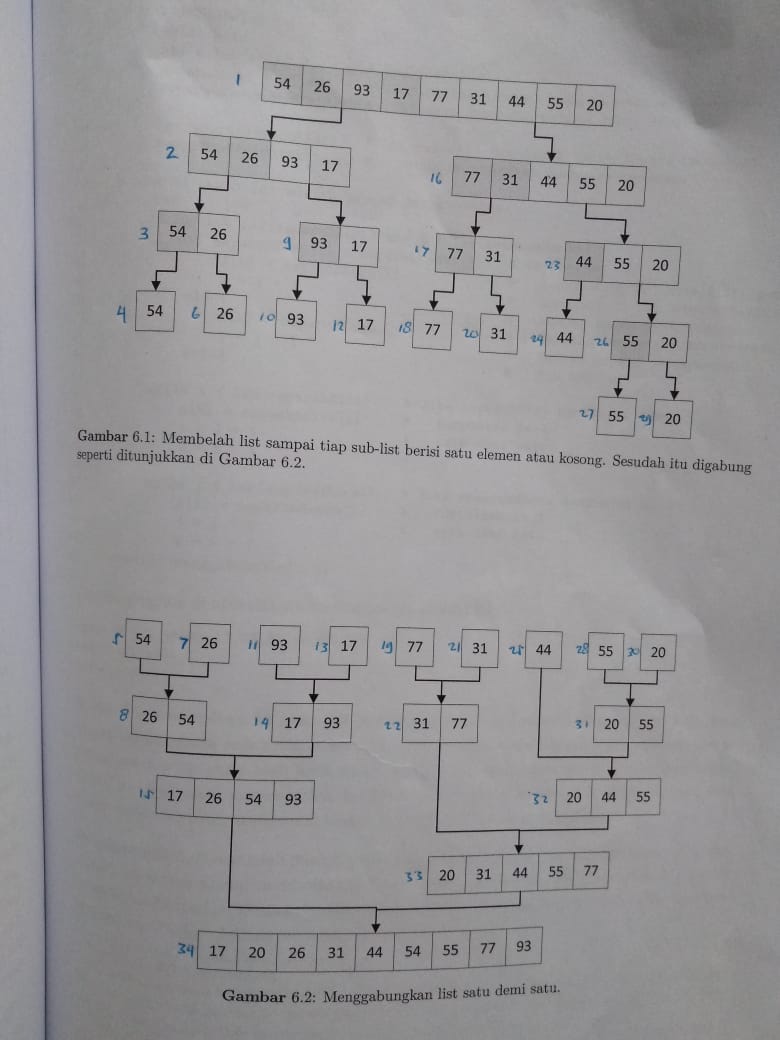 1 54 26 93 17 77 31 44 55 20
2 54 26 93 17 16 77 31 44 55 20
3 54 26 9 93 17 17 77 31 23 44 55 20
4 54 6 26 10 93 12 17 18 77 20 31 24 44 26 55 20
27 55 29 20
Gambar 6.1: Membelah list sampai tiap sub-list berisi satu elemen atau kosong. Sesudah itu digabung
seperti ditunjukkan di Gambar 6.2.
5 54 7 26 11 93 13 17 19 77 21 31 25 44 28 55 30 20
8 26 54 14 17 93 22 31 77 31 20 55
15 17 26 54 93 32 20 44 55
33 20 31 44 55 77
34 17 20 26 31 44 54 55 77 93
Gambar 6.2: Menggabungkan list satu demi satu.